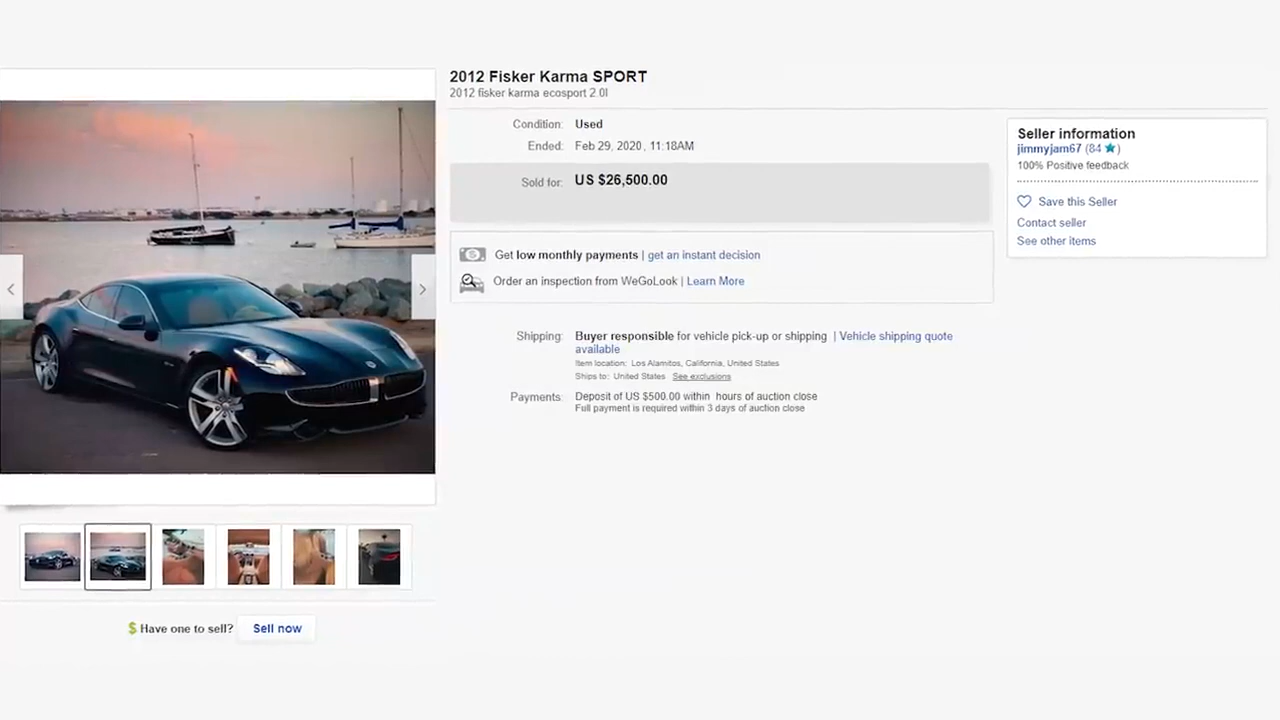 2012 Fisker Karma SPORT
2012 fisker karma ecosport 2.0l
Condition: Used
Ended: Feb 29, 2020, 11:18AM
Sold for: US $26,500.00
Get low monthly payments | get an instant decision
Order an inspection from WeGoLook | Learn More
Shipping: Buyer responsible for vehicle pick-up or shipping | Vehicle shipping quote
available
Item location: Los Alamitos, California, United States
Ships to: United States See exclusions
Payments: Deposit of US $500.00 within hours of auction close
Full payment is required within 3 days of auction close
Seller information
jimmyjam67 (84 ★)
100% Positive feedback
Save this Seller
Contact seller
See other items
$ Have one to sell? Sell now